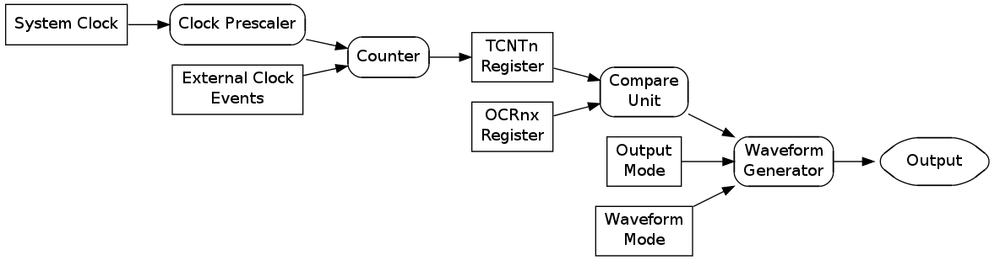 System Clock
Clock Prescaler
External Clock
Events
Counter
TCNTn
Register
OCRnx
Register
Compare
Unit
Output
Mode
Waveform
Mode
Waveform
Generator
Output